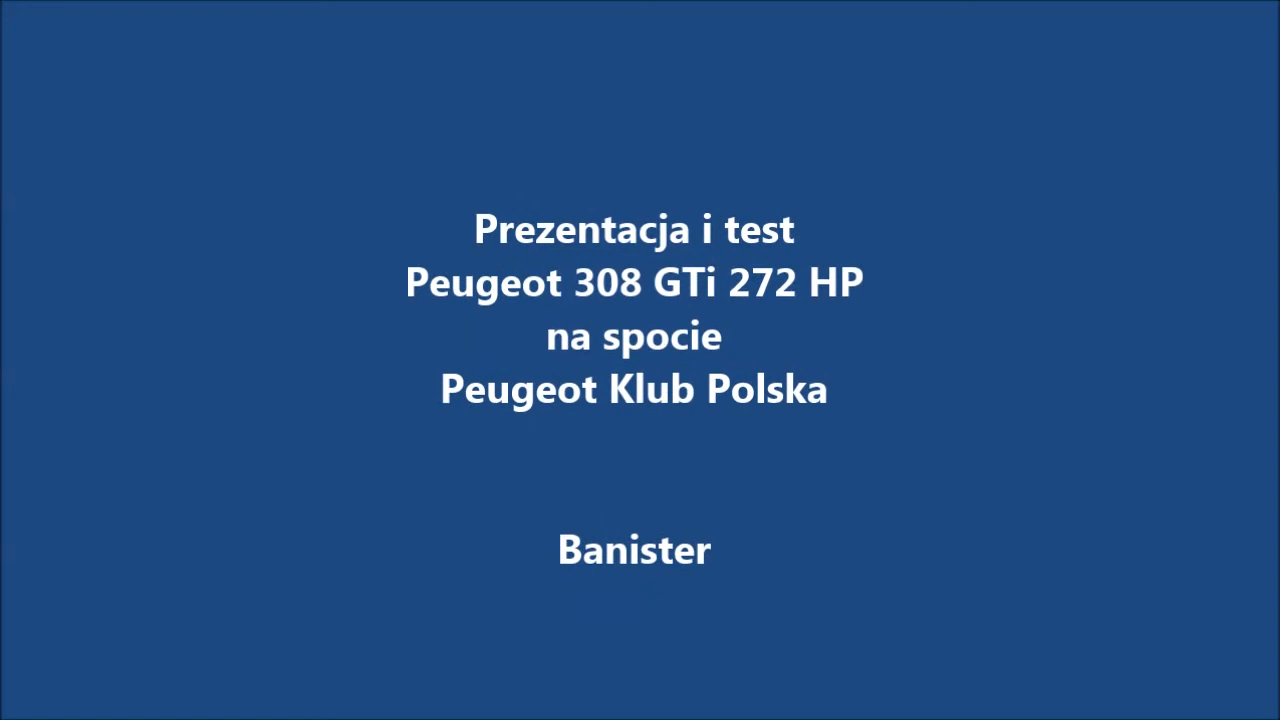 Prezentacja i test
Peugeot 308 GTi 272 HP
na spocie
Peugeot Klub Polska
Banister